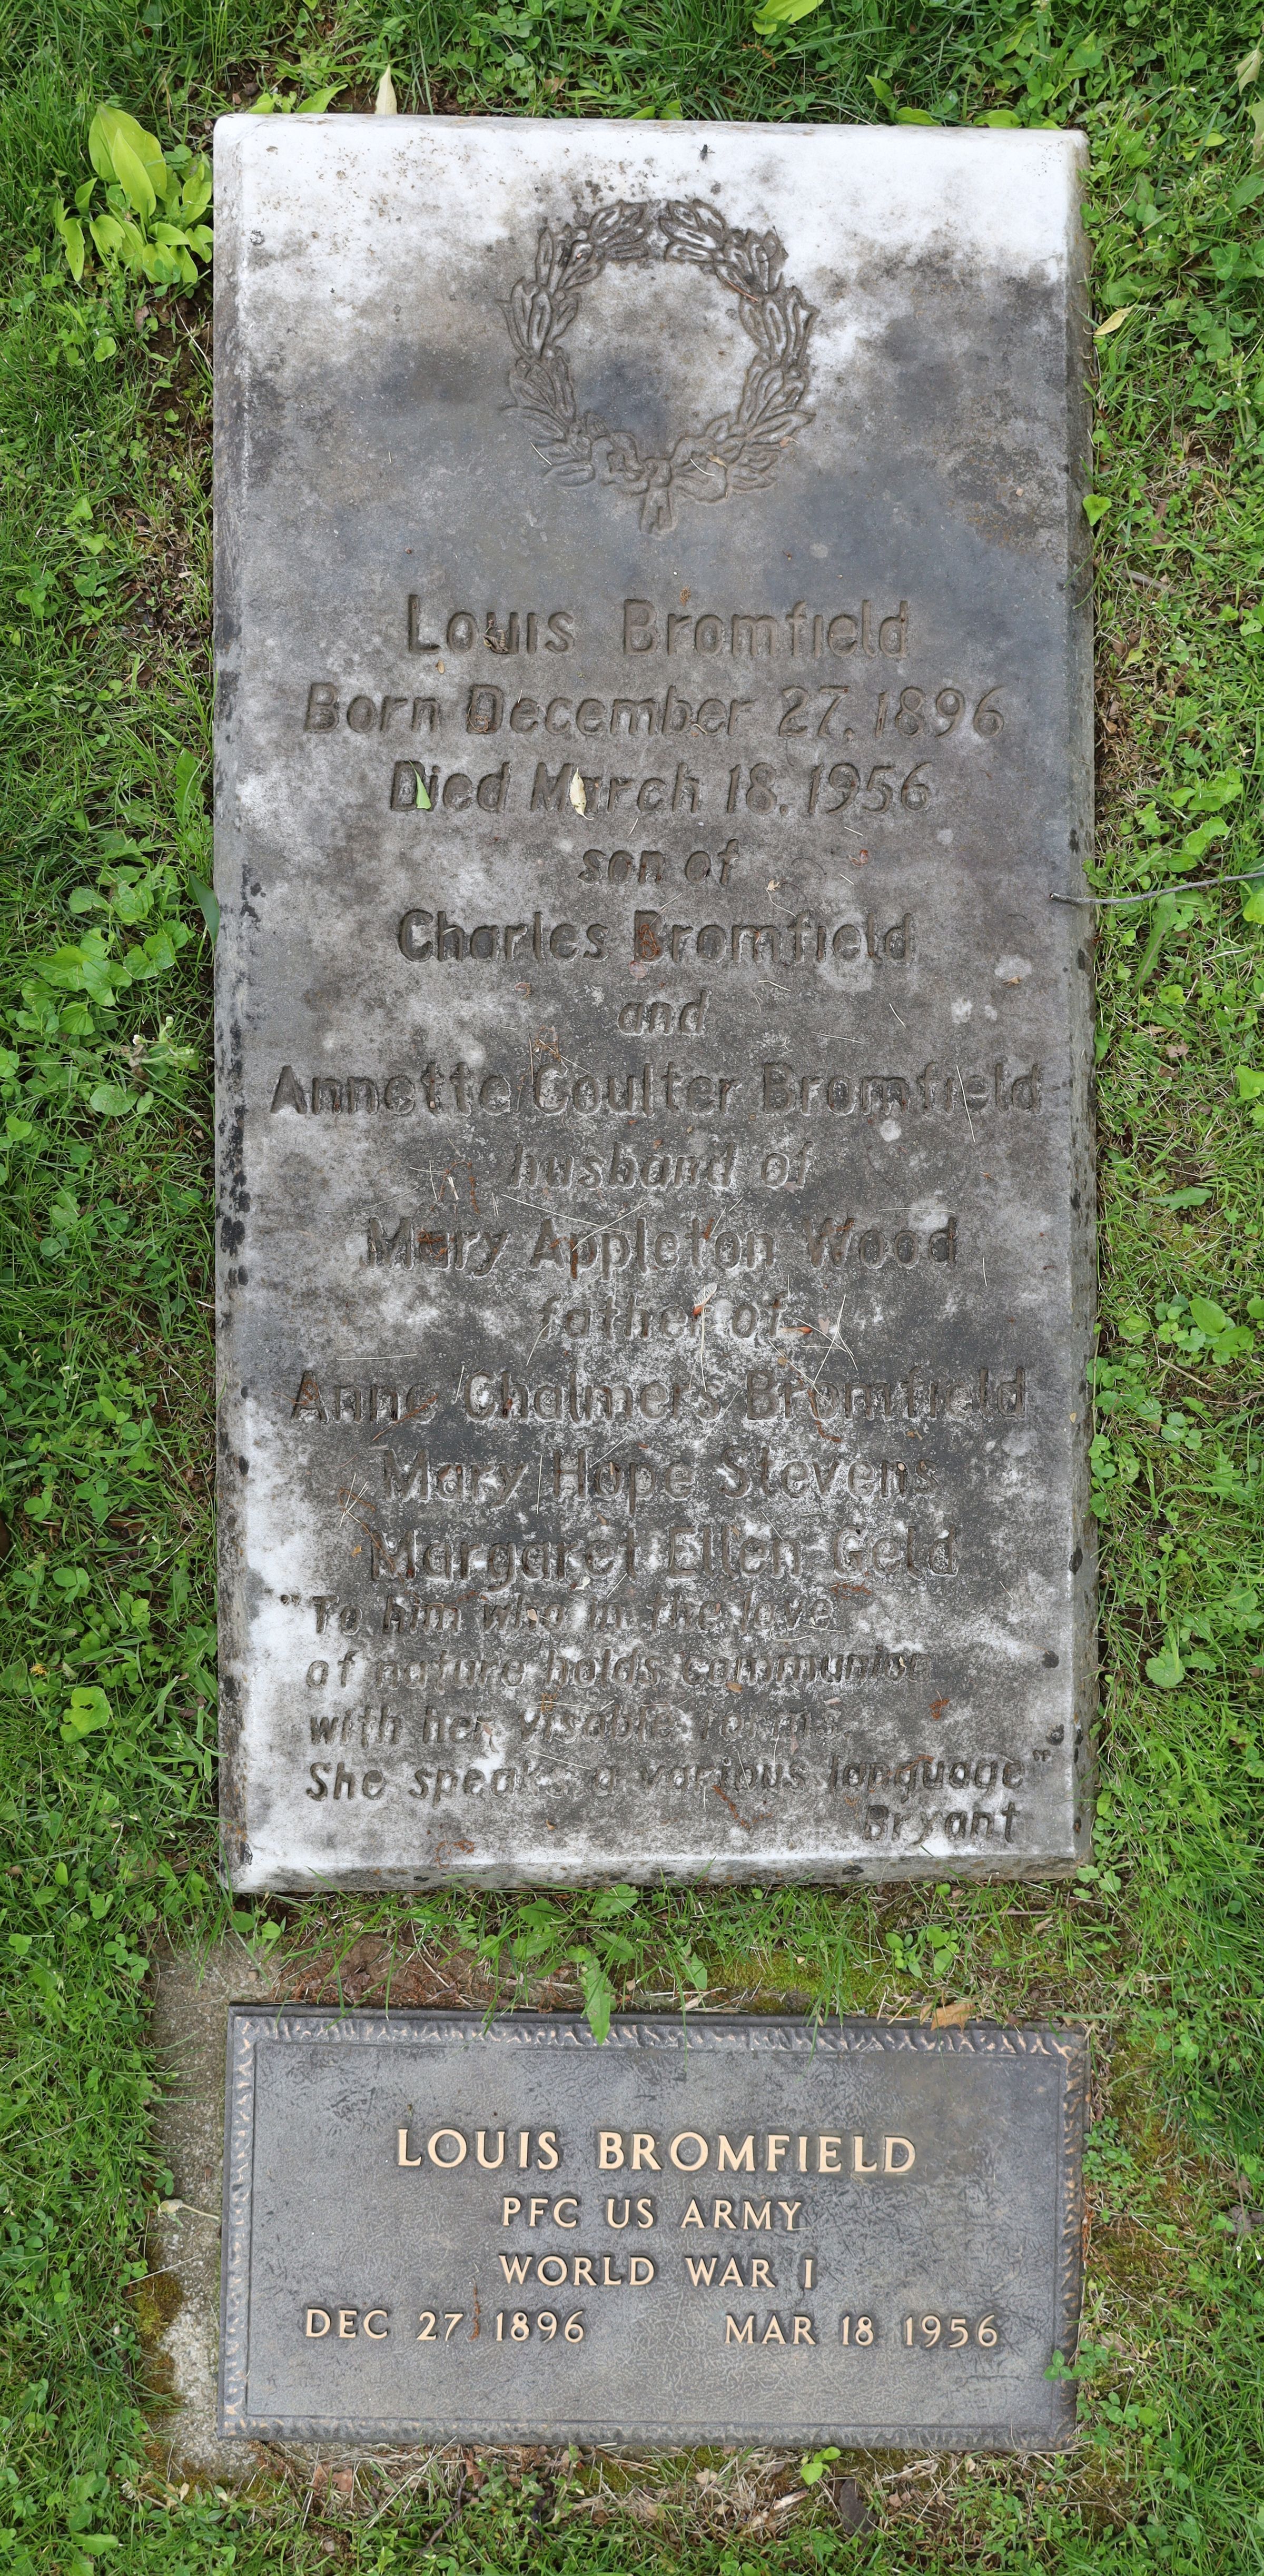 Louis Bromfield
Born December 27, 1896
Died March 18, 1956
son of
Charles Bromfield
and
Annette Coulter Bromfield
husband of
Mary Appleton Wood
father of
Anne Chalmers Bromfield
Mary Hope Stevens
Margaret Ellen Geld
"To him who in the love
of nature holds communion
with her visable forms,
She speaks a various language"
Bryant
LOUIS BROMFIELD
PFC US ARMY
WORLD WAR I
DEC 27 1896 MAR 18 1956